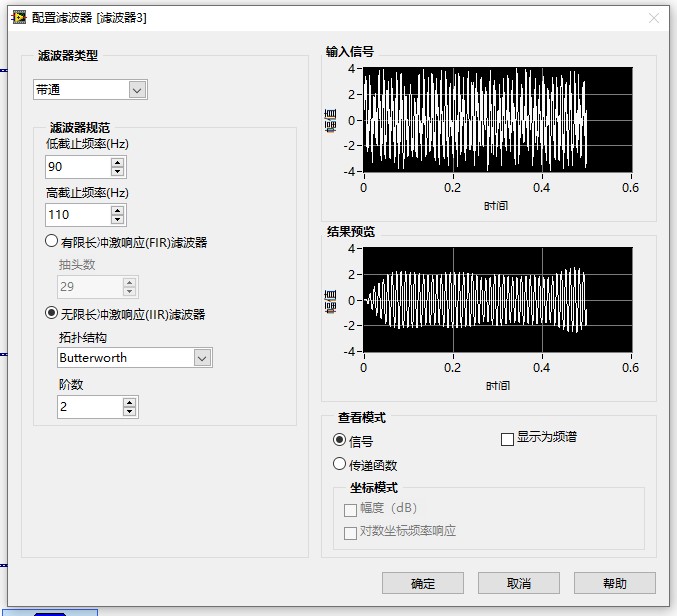 配置滤波器 [滤波器3]
滤波器类型
带通
滤波器规范
低截止频率(Hz)
90
高截止频率(Hz)
110
有限长冲激响应(FIR)滤波器
抽头数
29
无限长冲激响应(IIR)滤波器
拓扑结构
Butterworth
阶数
2
输入信号
幅值
4
2
0
-2
-4
0
0.2
0.4
0.6
时间
结果预览
幅值
4
2
0
-2
-4
0
0.2
0.4
0.6
时间
查看模式
信号
显示为频谱
传递函数
坐标模式
幅度（dB）
对数坐标频率响应
确定
取消
帮助